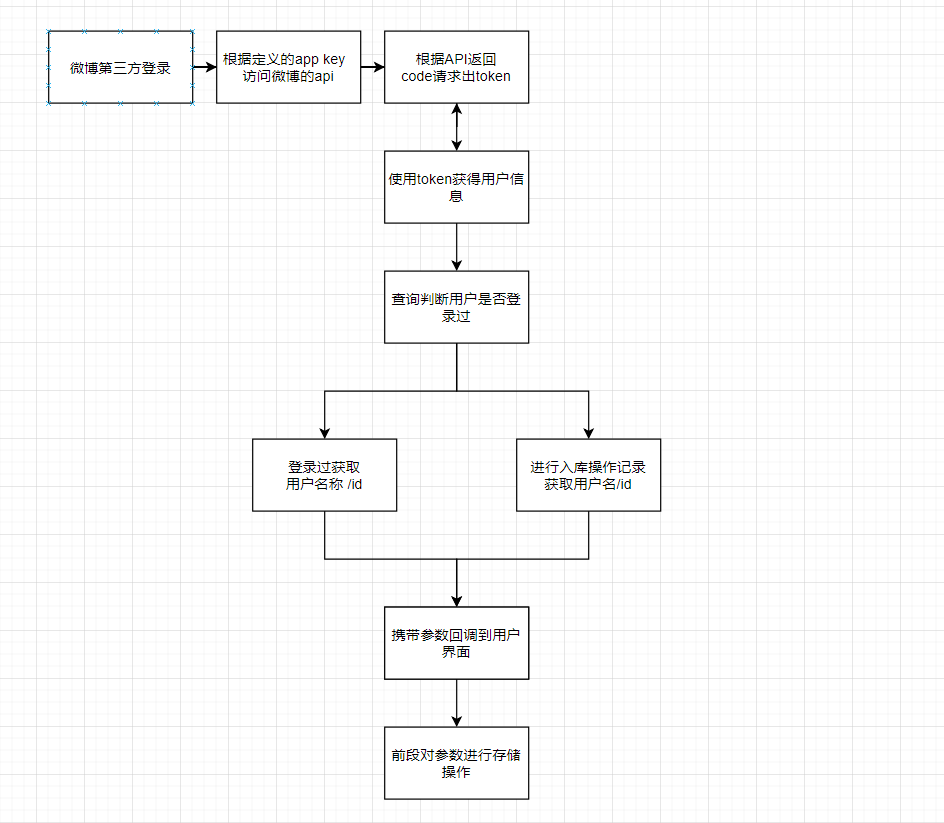 微博第三方登录
根据定义的app key
访问微博的api
根据API返回
code请求出token
使用token获得用户信
息
查询判断用户是否登
录过
登录过获取
用户名称 /id
进行入库操作记录
获取用户名/id
携带参数回调到用户
界面
前段对参数进行存储
操作